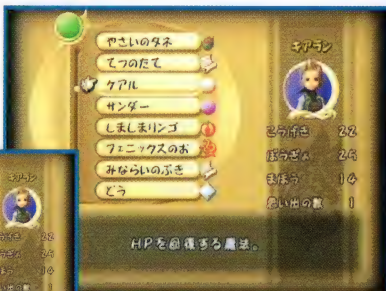 やさいのタネ
てつのたて
ケアル
サンダー
しましまリンゴ
フェニックスのお
みならいのぶき
どう
HPを回復する魔法。
キアラン
こうげき 22
ぼうぎょ 25
まほう 14
思い出の数 1
キアラン
うげき 22